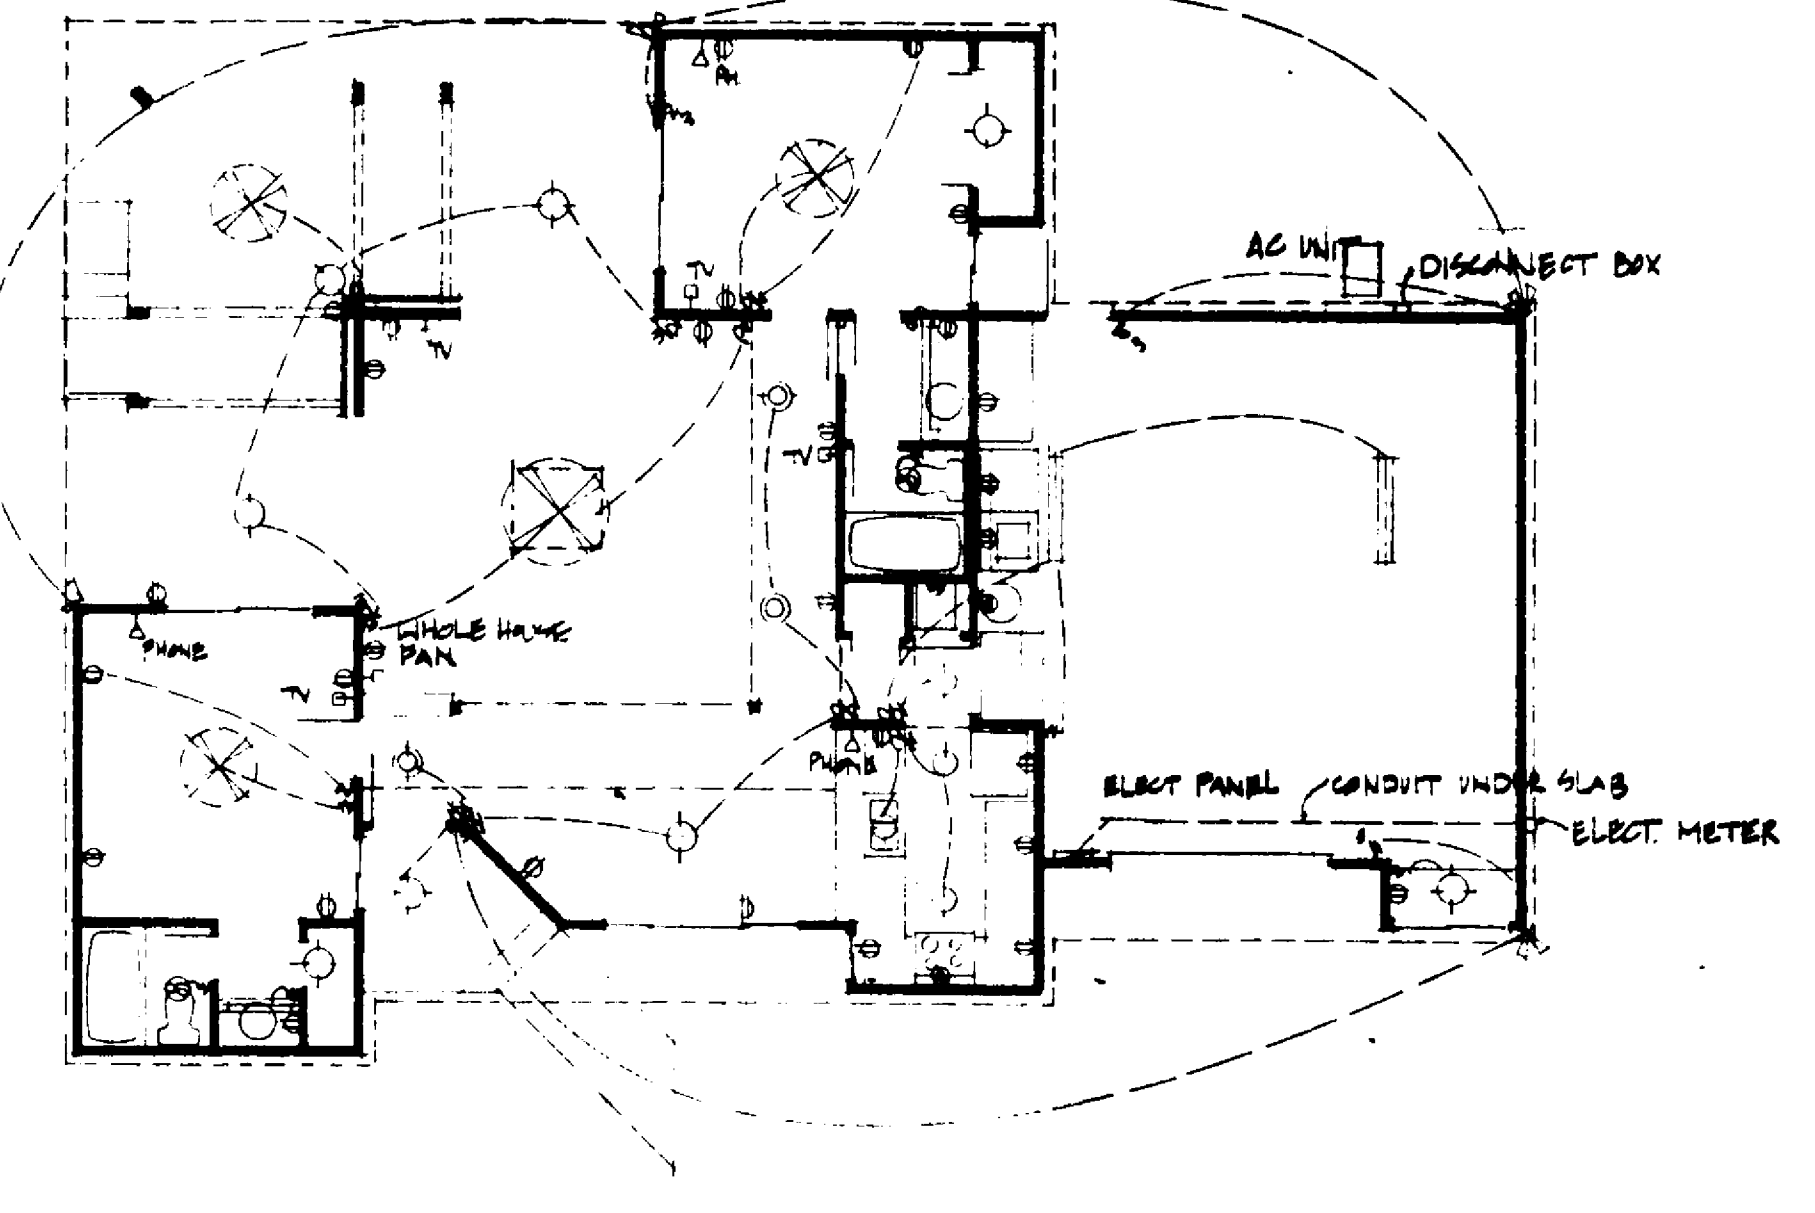 PH
TV
AC UNIT
DISCONNECT BOX
TV
3
TV
WHOLE HOUSE
FAN
PHONE
TV
PHONE
ELECT PANEL
CONDUIT UNDER SLAB
ELECT. METER